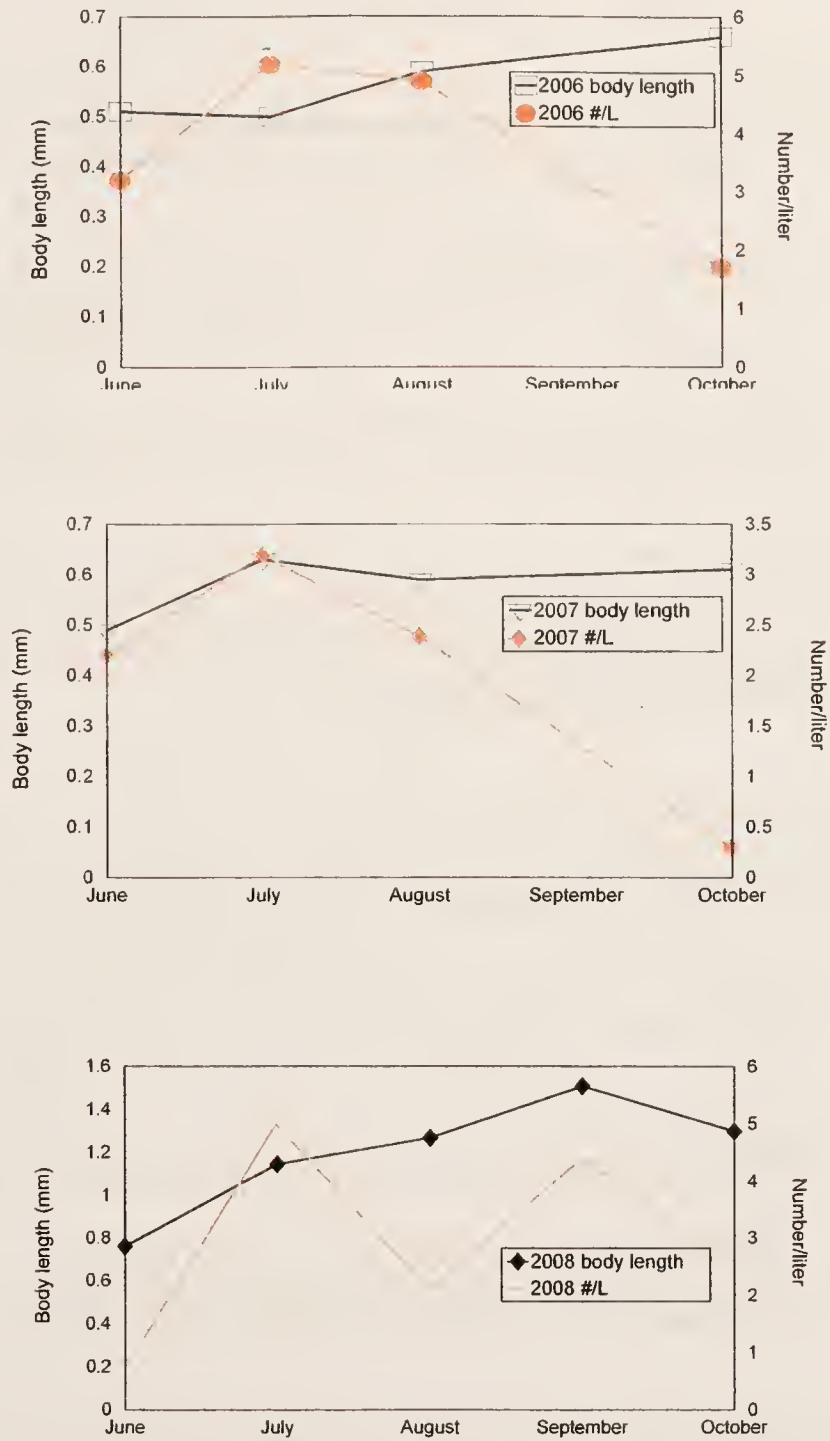 0.7
0.6
0.5
0.4
0.3
0.2
0.1
0
Body length (mm)
6
5
4
3
2
1
0
Number/liter
2006 body length
2006 #/L
June
July
August
September
October
0.7
0.6
0.5
0.4
0.3
0.2
0.1
0
Body length (mm)
3.5
3
2.5
2
1.5
1
0.5
0
Number/liter
2007 body length
2007 #/L
June
July
August
September
October
1.6
1.4
1.2
1
0.8
0.6
0.4
0.2
0
Body length (mm)
6
5
4
3
2
1
0
Number/liter
2008 body length
2008 #/L
June
July
August
September
October